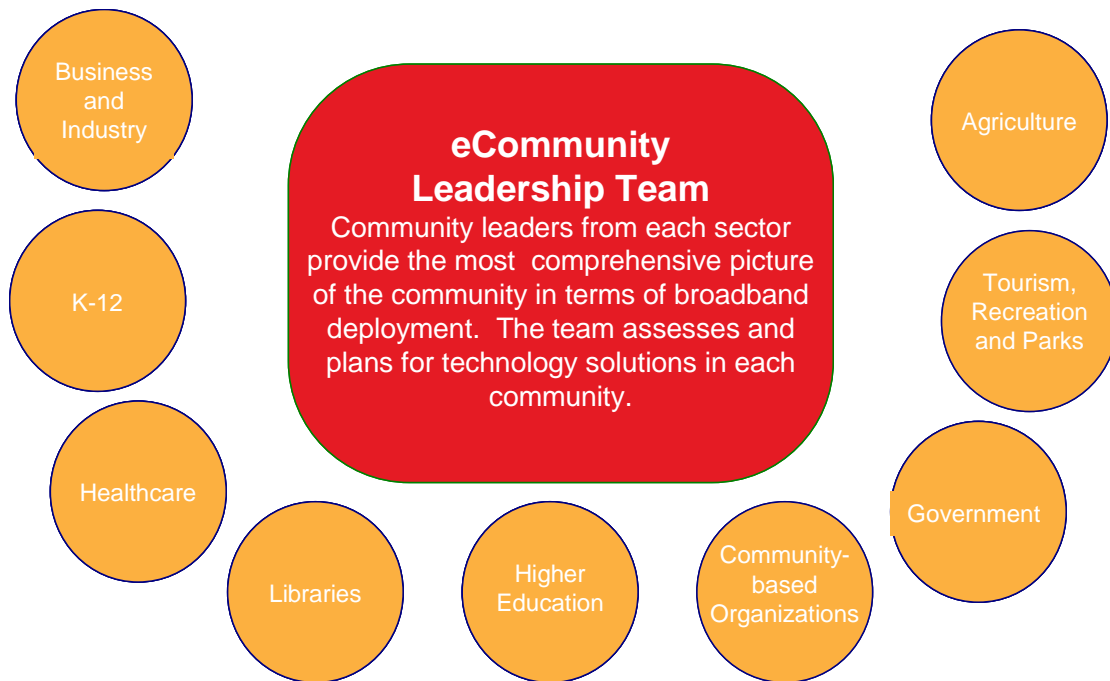 Business
and
Industry
K-12
Healthcare
Libraries
Higher
Education
Community-
based
Organizations
Government
Tourism,
Recreation
and Parks
Agriculture
eCommunity
Leadership Team
Community leaders from each sector
provide the most  comprehensive picture
of the community in terms of broadband
deployment.  The team assesses and
plans for technology solutions in each
community.